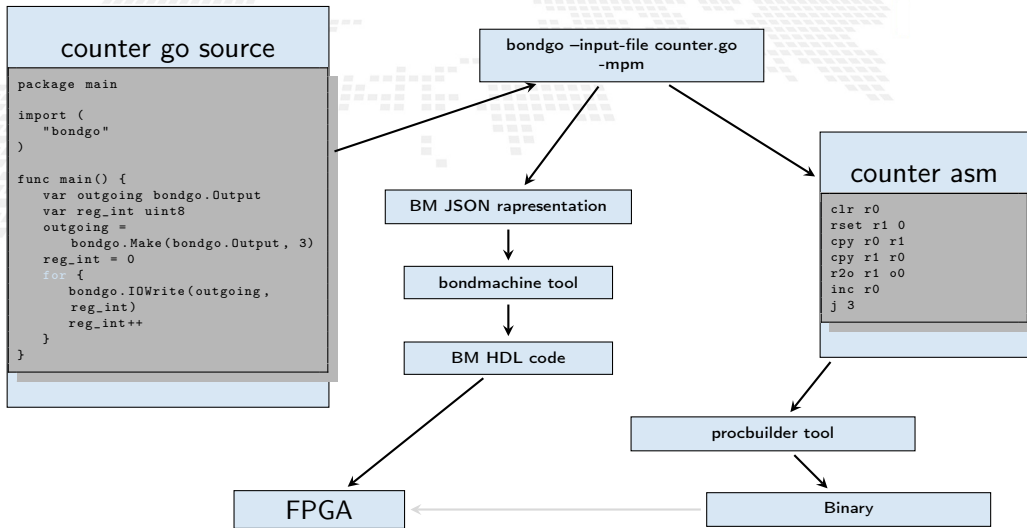 counter go source
package main
import (
"bondgo"
)
func main() {
var outgoing bondgo.Output
var reg_int uint8
outgoing =
bondgo.Make(bondgo.Output, 3)
reg_int = 0
for {
bondgo.IOWrite(outgoing,
reg_int)
reg_int++
}
}
bondgo –input-file counter.go
-mpm
BM JSON rapresentation
bondmachine tool
BM HDL code
FPGA
counter asm
clr r0
rset r1 0
cpy r0 r1
cpy r1 r0
r2o r1 o0
inc r0
j 3
procbuilder tool
Binary